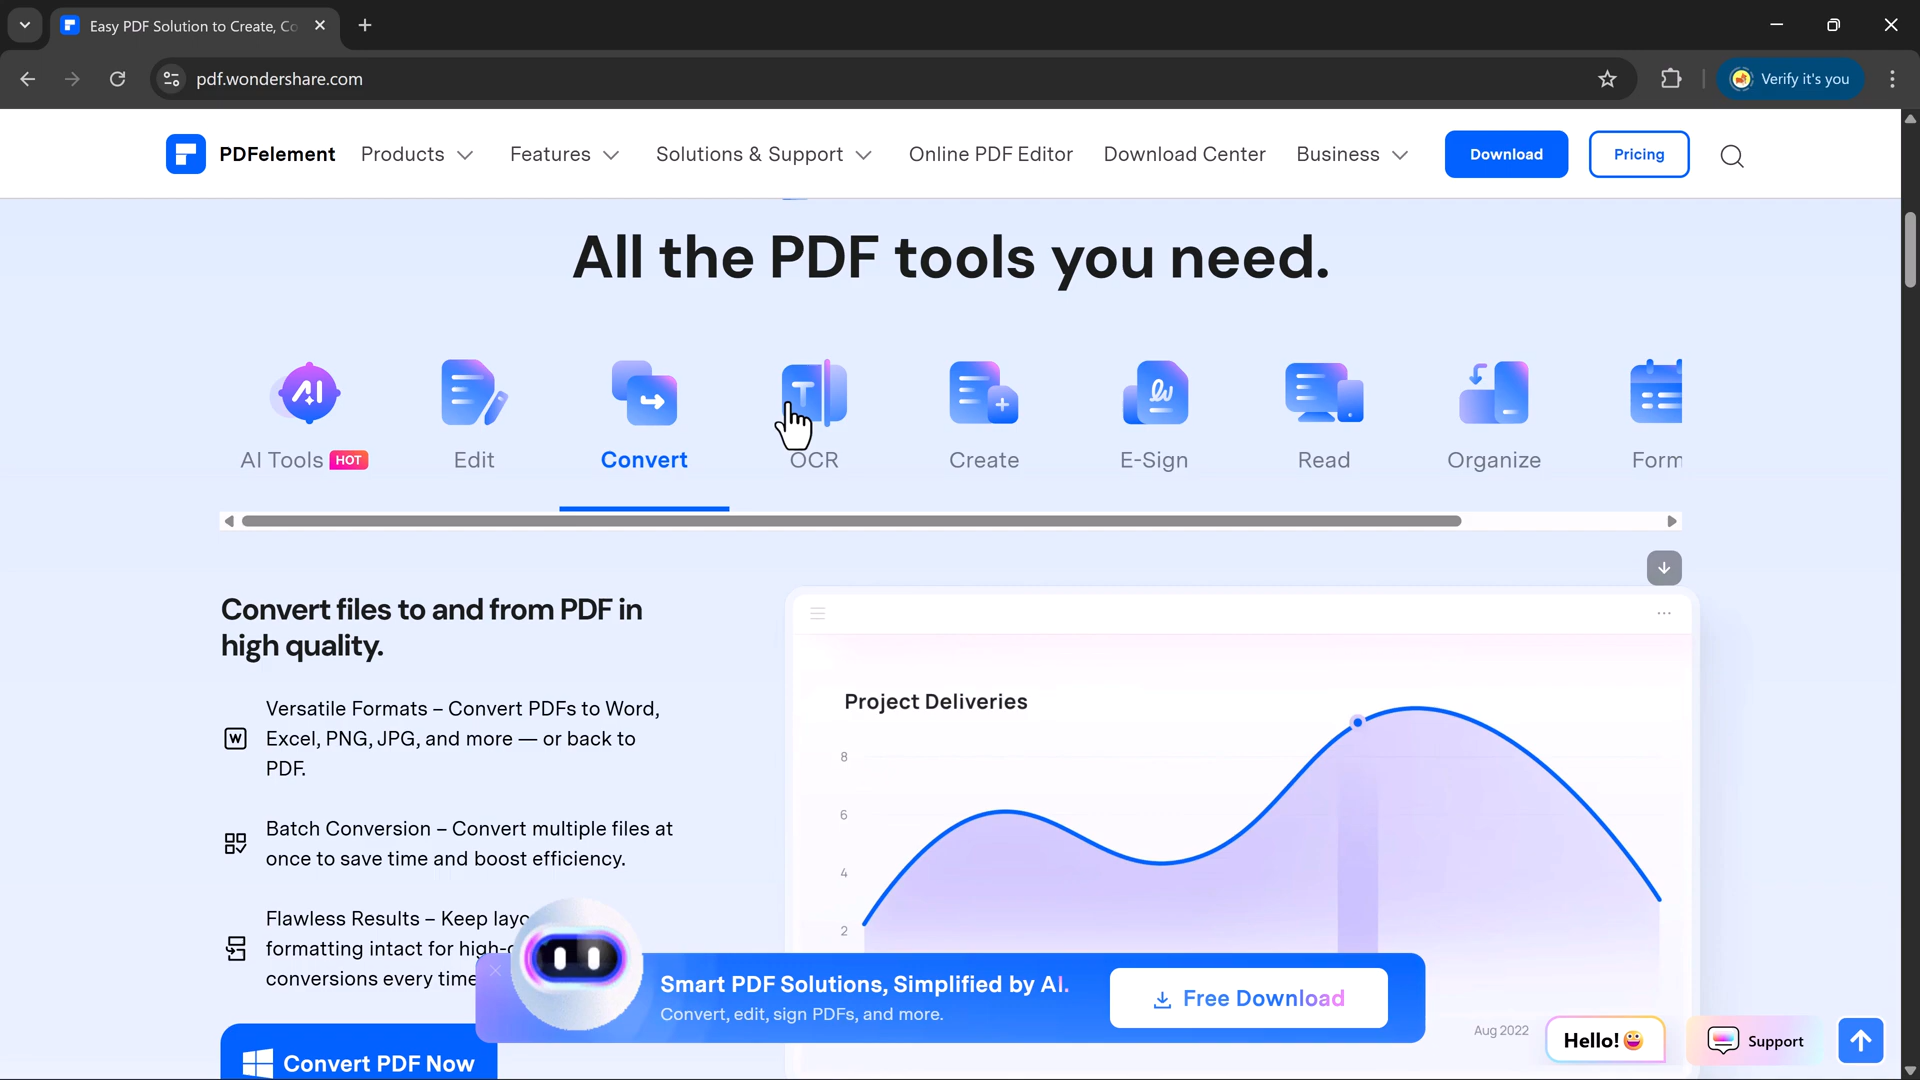 Easy PDF Solution to Create, Co
pdf.wondershare.com
Verify it's you
PDFelement
Products
Features
Solutions & Support
Online PDF Editor
Download Center
Business
Download
Pricing
All the PDF tools you need.
AI Tools HOT
Edit
Convert
OCR
Create
E-Sign
Read
Organize
Form
Convert files to and from PDF in
high quality.
Versatile Formats – Convert PDFs to Word,
Excel, PNG, JPG, and more — or back to
PDF.
Batch Conversion – Convert multiple files at
once to save time and boost efficiency.
Flawless Results – Keep layo
formatting intact for high-
conversions every time
Convert PDF Now
Project Deliveries
8
6
4
2
Aug 2022
Smart PDF Solutions, Simplified by AI.
Convert, edit, sign PDFs, and more.
Free Download
Hello!
Support